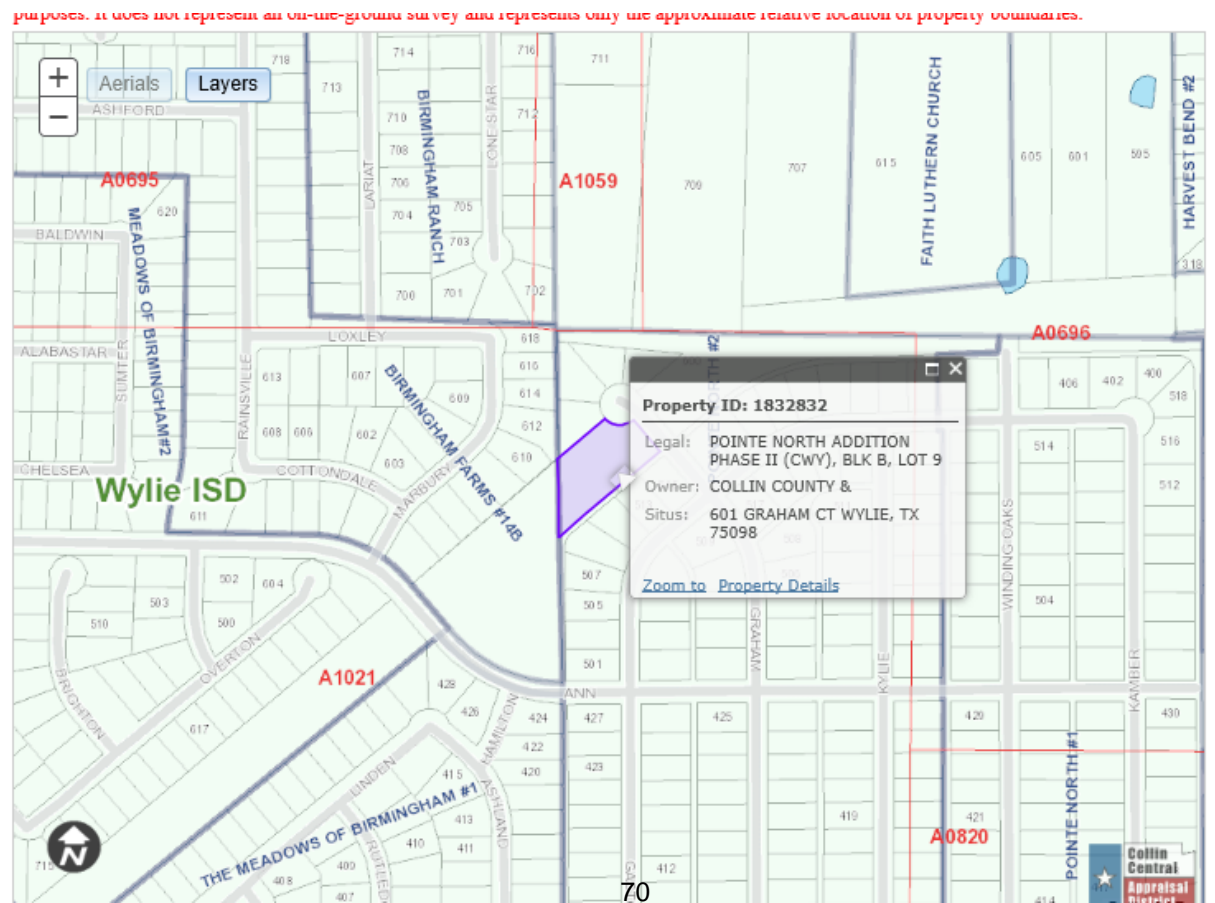 purposes. It does not represent an on-the-ground survey and represents only the approximate relative location of property boundaries.
+
Aerials
Layers
−
718
714
716
711
713
ASHFORD
710
712
BIRMINGHAM RANCH
LONESTAR
FAITH LUTHERN CHURCH
HARVEST BEND #2
708
615
605
601
595
707
A0695
LARIAT
706
A1059
709
620
704
705
BALDWIN
MEADOWS OF BIRMINGHAM#2
703
318
700
701
702
LOXLEY
618
A0696
ALABASTAR
SUMTER
RAINSVILLE
BIRMINGHAM FARMS #14B
616
613
607
614
609
406
402
400
518
Property ID: 1832832
612
608
606
602
Legal:
POINTE NORTH ADDITION
PHASE II (CWY), BLK B, LOT 9
514
516
CHELSEA
COTTONDALE
603
610
Owner:
COLLIN COUNTY &
512
Wylie ISD
MARBURY
Situs:
601 GRAHAM CT WYLIE, TX
75098
611
WINDING OAKS
502
604
507
Zoom to
Property Details
503
505
504
510
500
OVERTON
GRAHAM
BRIGHTON
A1021
501
KYLIE
KAMBER
428
ANN
426
HAMILTON
424
427
425
429
430
617
422
423
420
LINDEN
415
ASHLAND
POINTE NORTH #1
THE MEADOWS OF BIRMINGHAM #1
413
419
421
A0820
N
410
411
409
412
408
407
414
70
Collin
Central
Appraisal
District